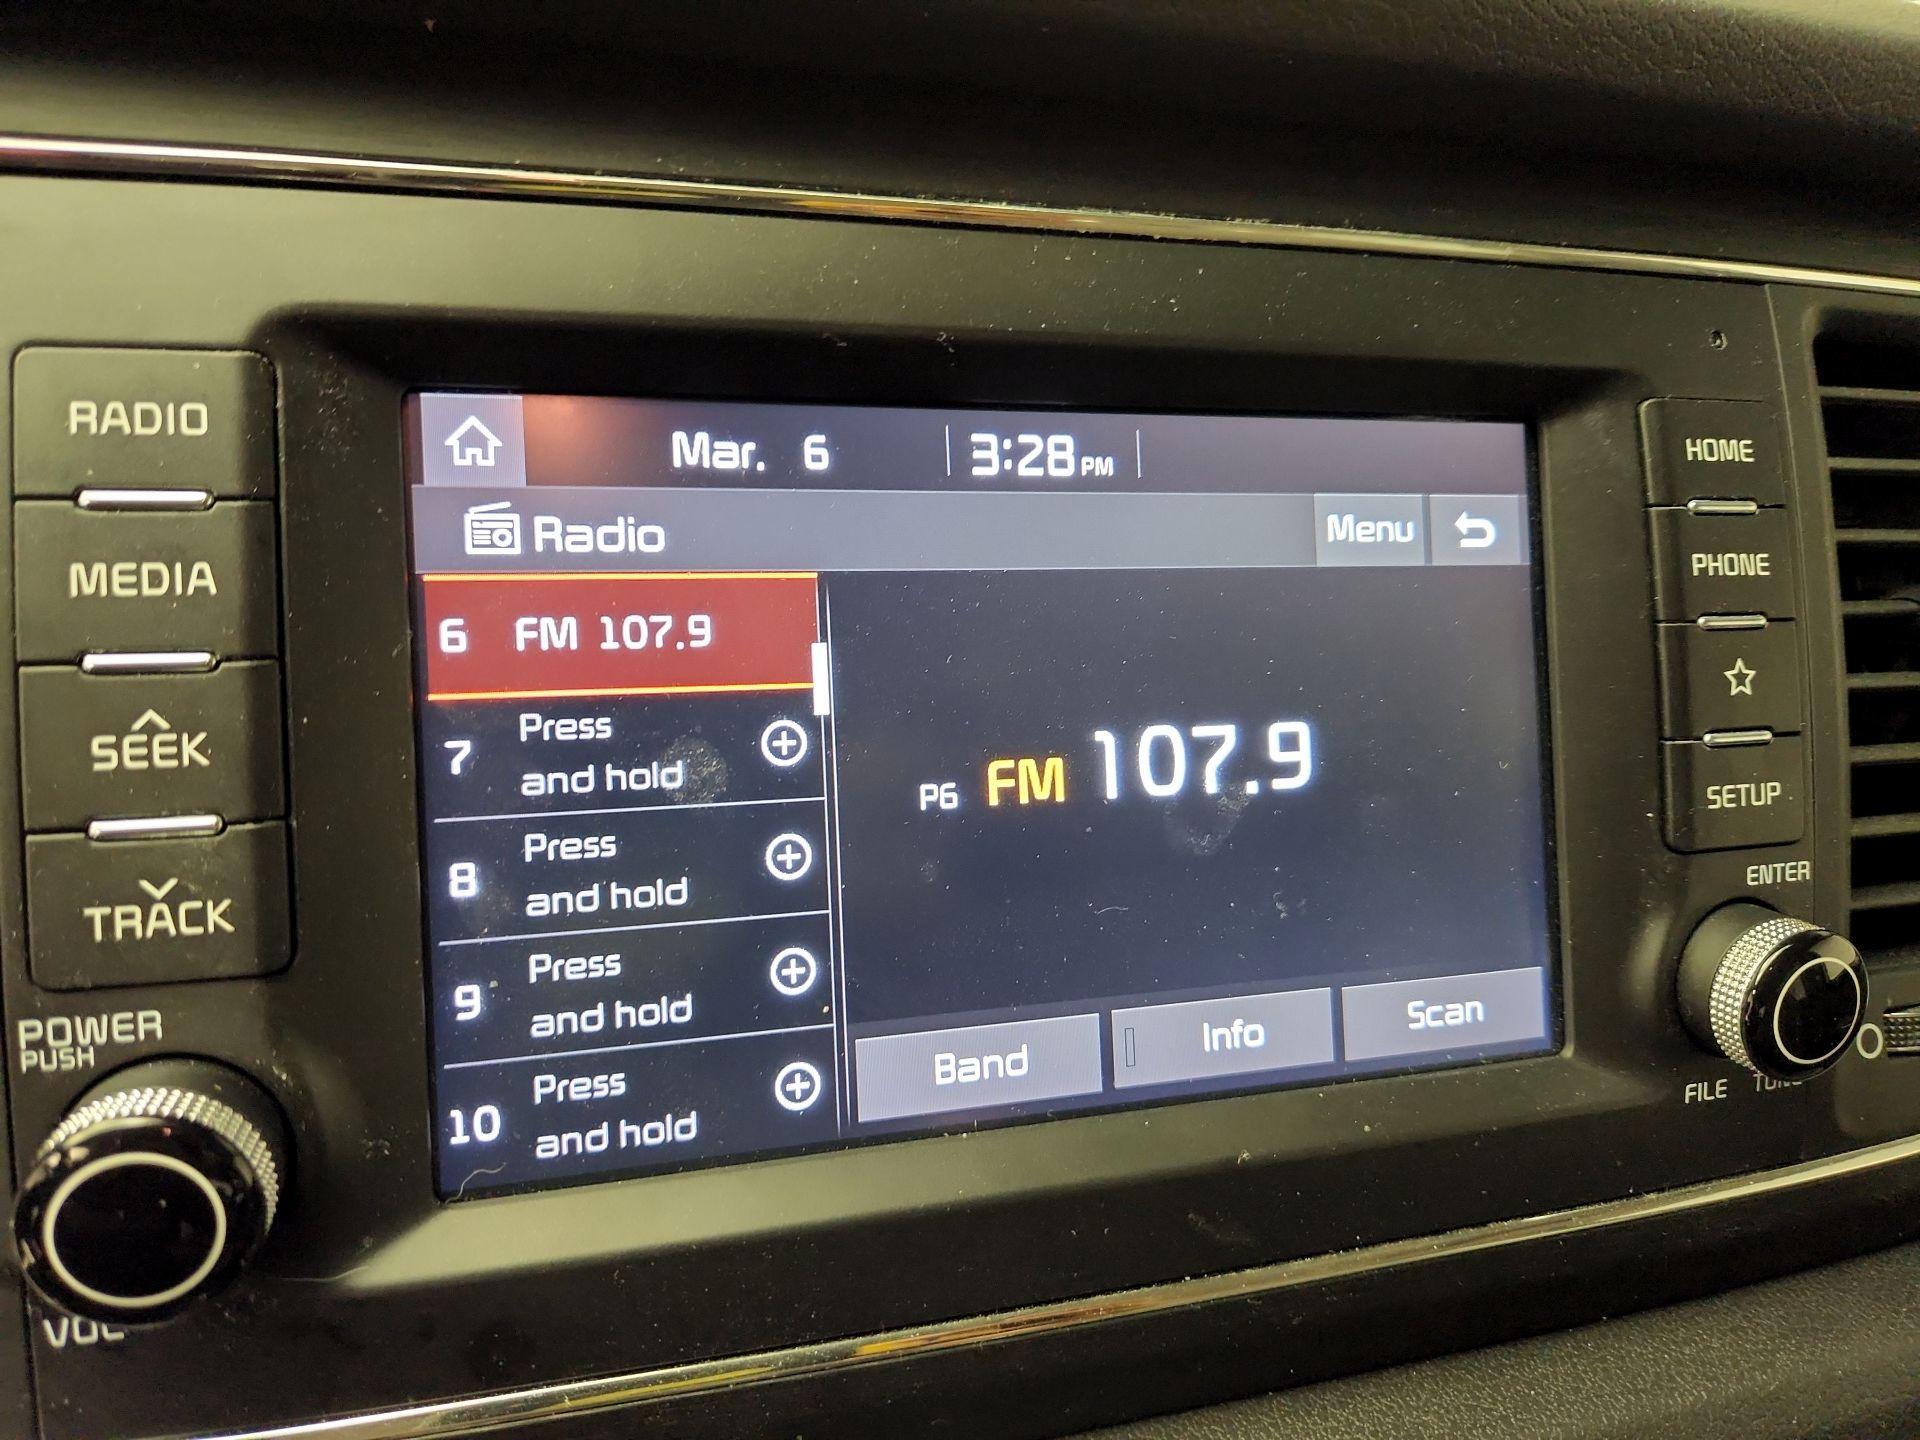 RADIO
MEDIA
SEEK
TRACK
POWER
PUSH
VOL
Mar. 6
3:28 PM
Radio
Menu
6 FM 107.9
7 Press
and hold
8 Press
and hold
9 Press
and hold
10 Press
and hold
P6 FM 107.9
Band
Info
Scan
HOME
PHONE
SETUP
ENTER
FILE TUNE